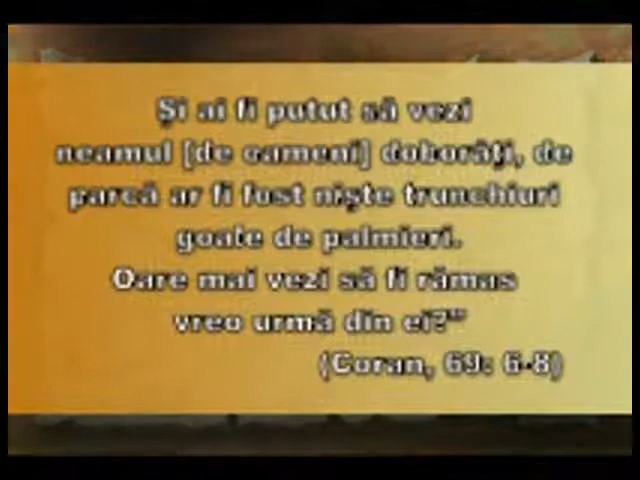 Şi ai fi putut să vezi
neamul [de oameni] doborâţi, de
parcă ar fi fost nişte trunchiuri
goale de palmieri.
Oare mai vezi să fi rămas
vreo urmă din ei?"
(Coran, 69: 6-8)